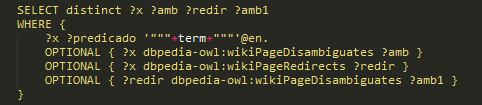 SELECT distinct ?x ?amb ?redir ?amb1
WHERE {
?x ?predicado '"""+term+"""'@en.
OPTIONAL { ?x dbpedia-owl:wikiPageDisambiguates ?amb }
OPTIONAL { ?x dbpedia-owl:wikiPageRedirects ?redir }
OPTIONAL { ?redir dbpedia-owl:wikiPageDisambiguates ?amb1 }
}